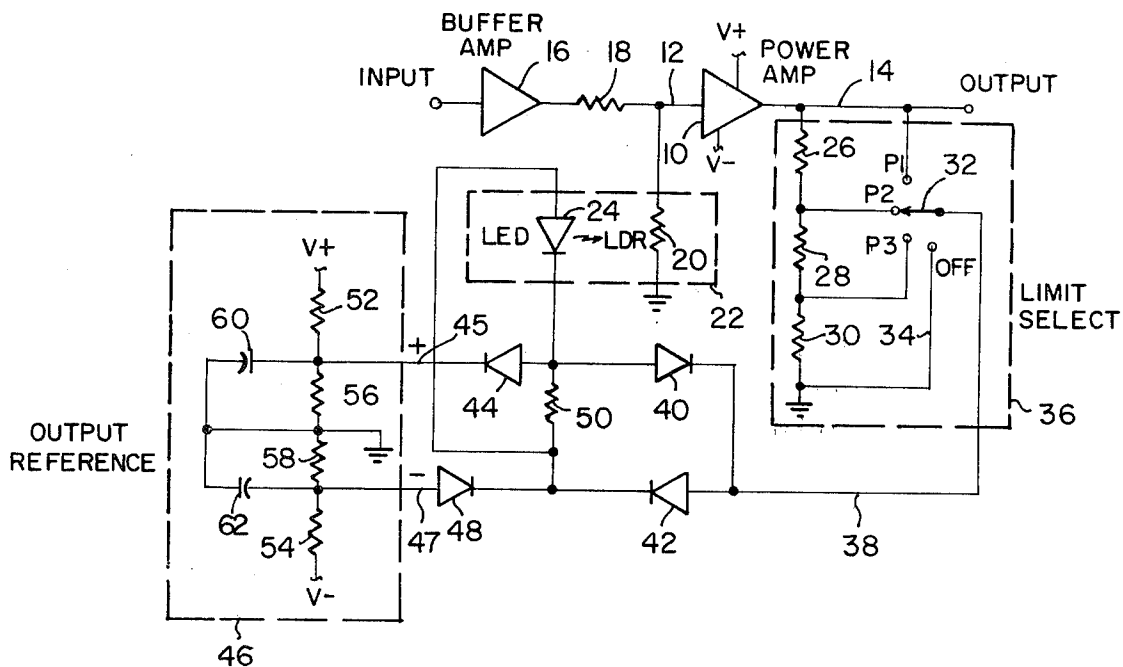 BUFFER AMP
16
18
12
V+
POWER AMP
14
OUTPUT
INPUT
10
V-
26
P1
32
P2
24
LED
LDR
20
28
P3
OFF
22
V+
52
60
45
+
34
30
LIMIT SELECT
44
40
56
50
36
OUTPUT REFERENCE
58
-
62
54
47
48
42
38
V-
46